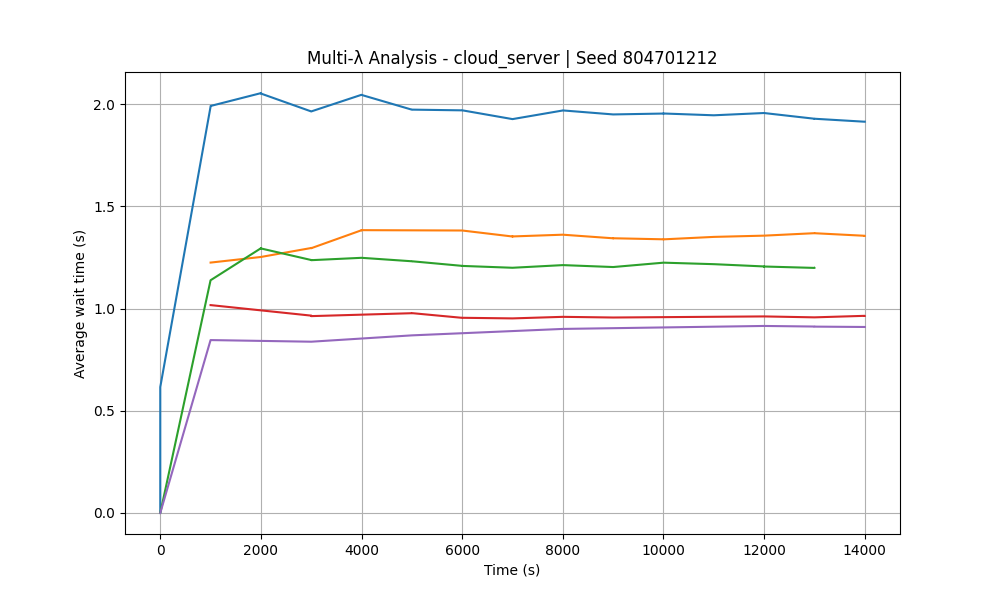 Multi-λ Analysis - cloud_server | Seed 804701212
2.0
1.5
1.0
0.5
0.0
Average wait time (s)
0 2000 4000 6000 8000 10000 12000 14000
Time (s)